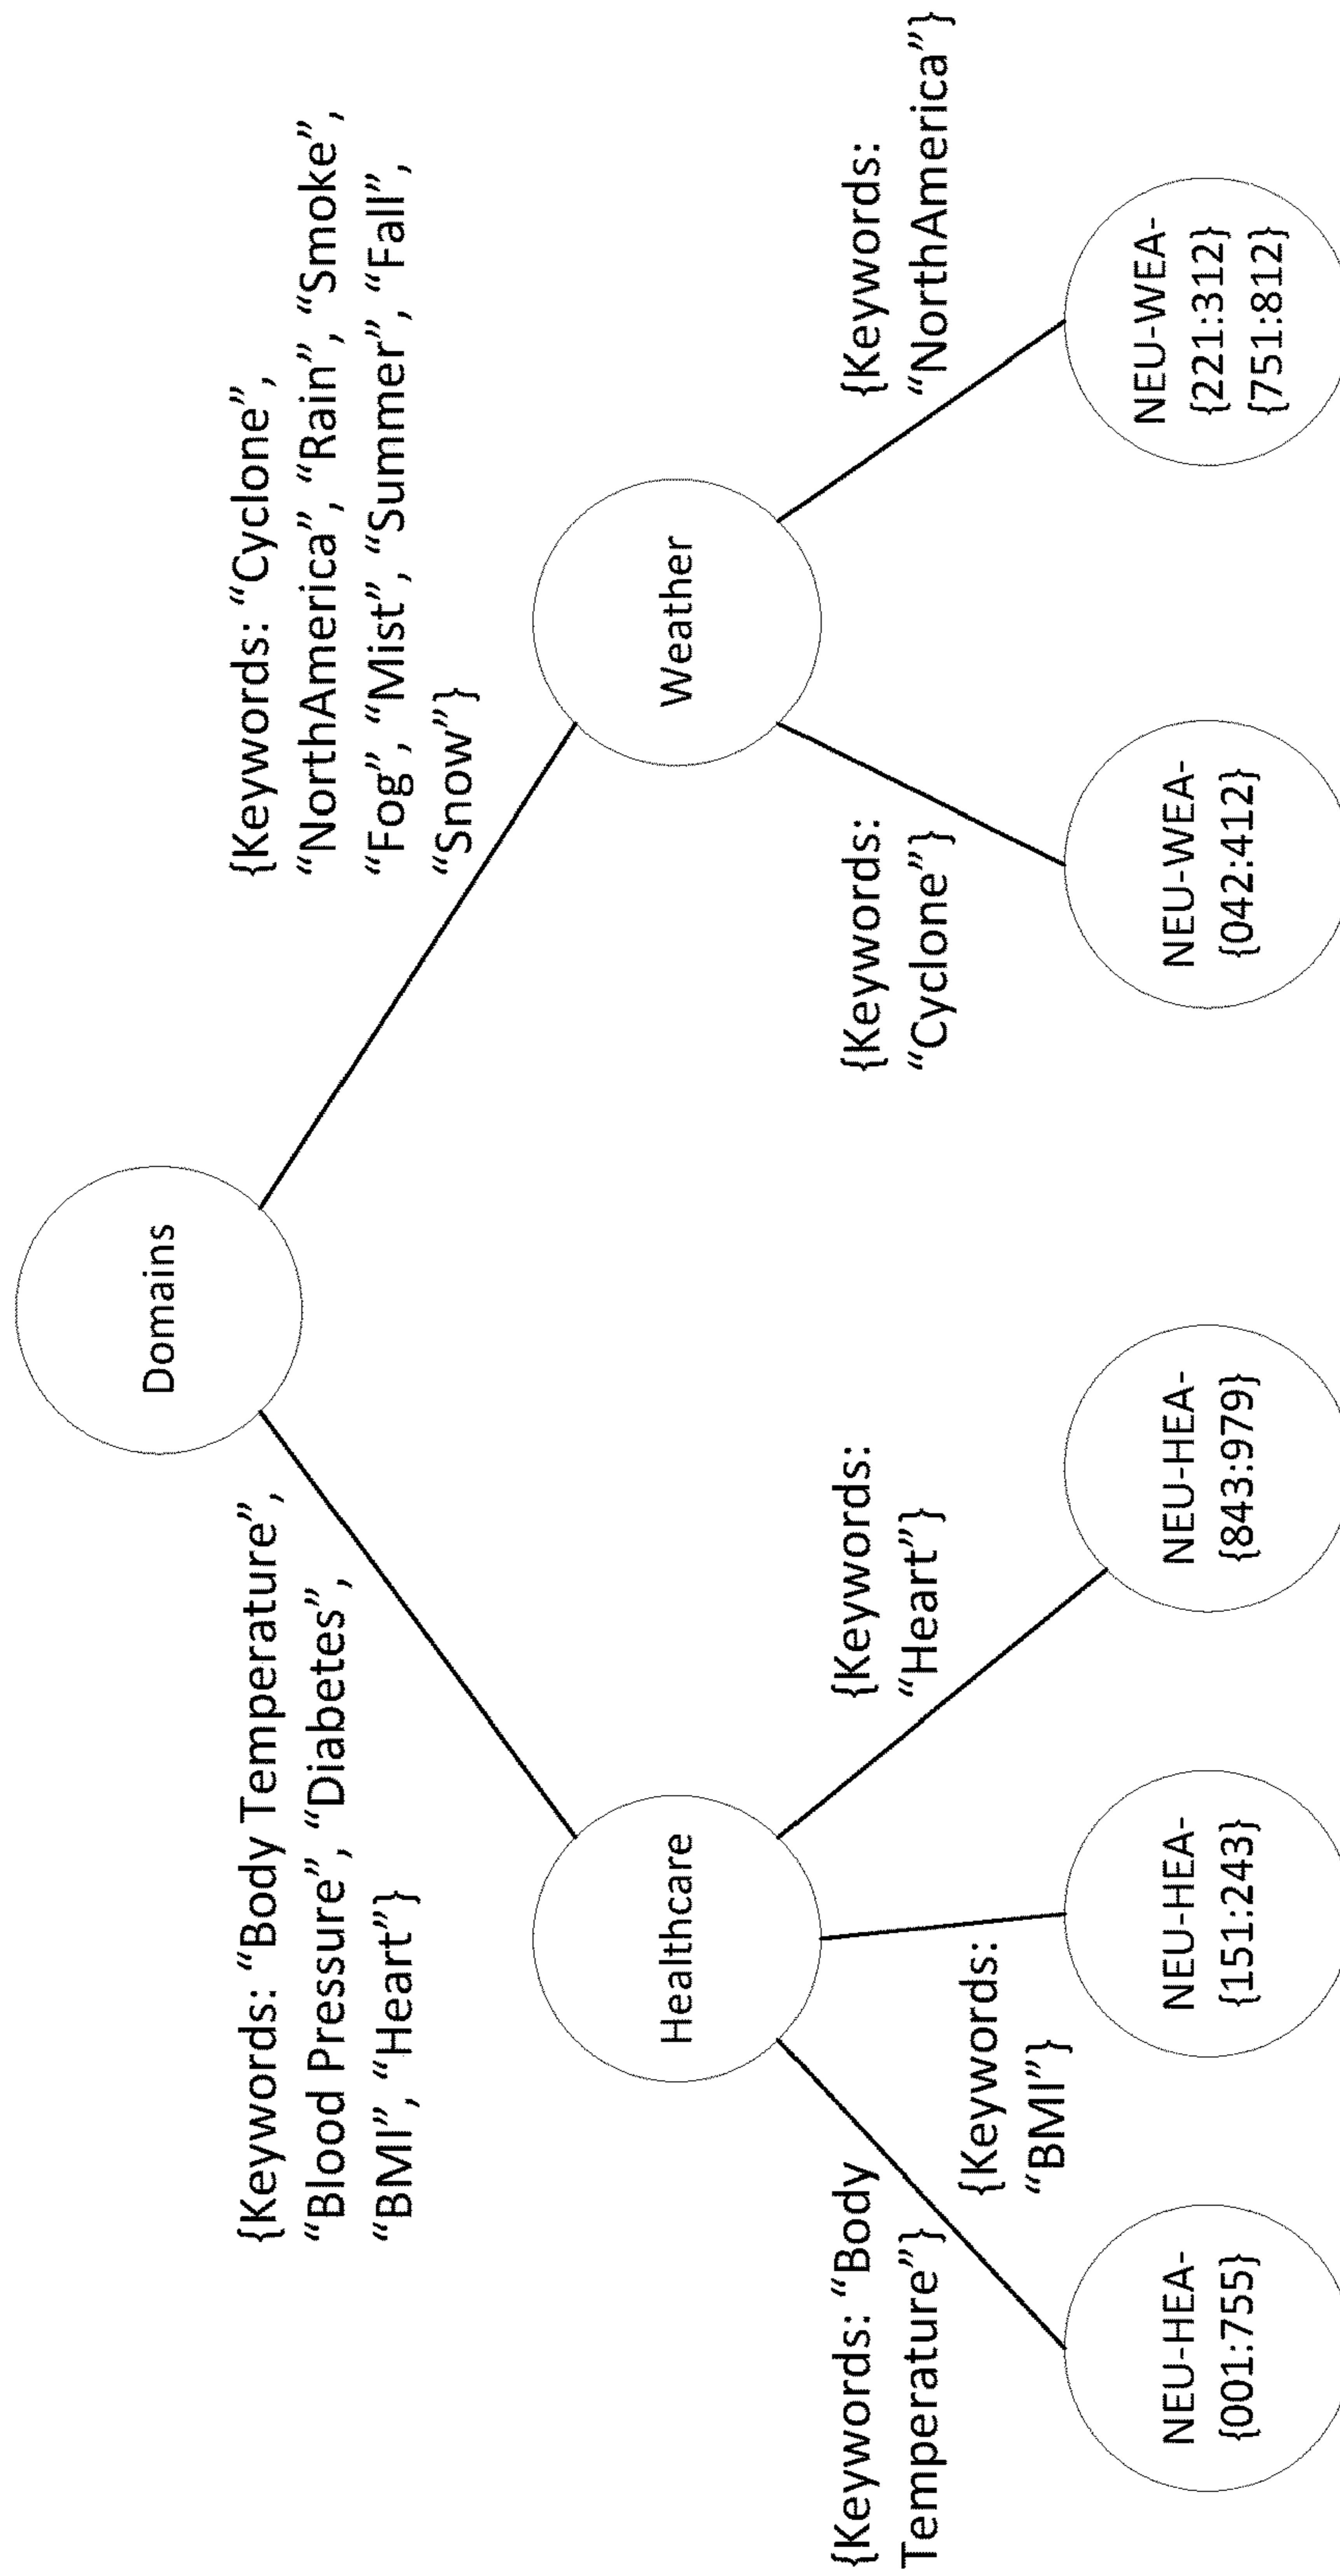 Domains
{Keywords: “Body Temperature”,
“Blood Pressure”, “Diabetes”,
“BMI”, “Heart”}
{Keywords: “Cyclone”,
“NorthAmerica”, “Rain”, “Smoke”,
“Fog”, “Mist”, “Summer”, “Fall”,
“Snow”}
Healthcare
Weather
{Keywords: “Body
Temperature”}
{Keywords:
“BMI”}
{Keywords:
“Heart”}
{Keywords:
“Cyclone”}
{Keywords:
“NorthAmerica”}
NEU-HEA-
{001:755}
NEU-HEA-
{151:243}
NEU-HEA-
{843:979}
NEU-WEA-
{042:412}
NEU-WEA-
{221:312}
{751:812}